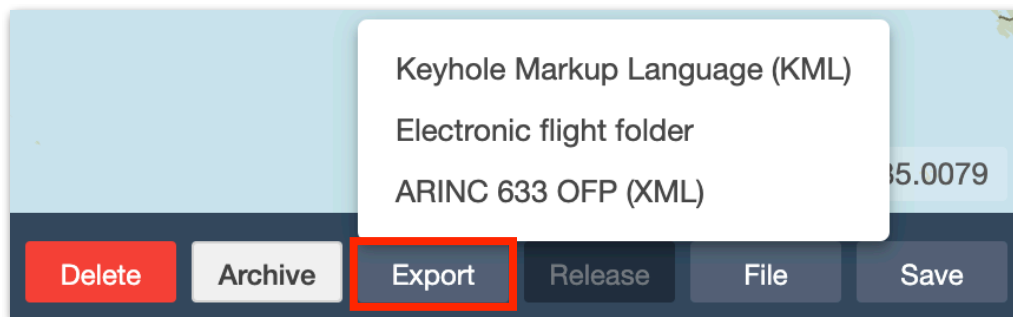 Keyhole Markup Language (KML)
Electronic flight folder
ARINC 633 OFP (XML)
35.0079
Delete
Archive
Export
Release
File
Save